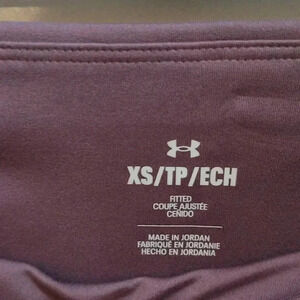 XS/TP/ECH
FITTED
COUPE AJUSTÉE
CEÑIDO
MADE IN JORDAN
FABRIQUÉ EN JORDANIE
HECHO EN JORDANIA